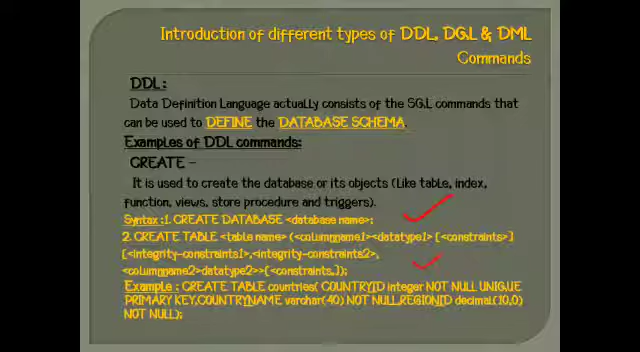 Introduction of different types of DDL, DQL & DML
Commands
DDL :
Data Definition Language actually consists of the SQL commands that
can be used to DEFINE the DATABASE SCHEMA.
Examples of DDL commands:
CREATE –
It is used to create the database or its objects (Like table, index,
function, views, store procedure and triggers).
Syntax :1. CREATE DATABASE <database name>;
2. CREATE TABLE <table name> (<columnname1><datatype1> [<constraints>]
[<integrity-constraints1>,<integrity-constraints2>,
<columnname2>datatype2>>[<constraints,]);
Example : CREATE TABLE countries( COUNTRYID integer NOT NULL UNIQUE
PRIMARY KEY,COUNTRYNAME varchar(40) NOT NULL,REGIONID decimal(10,0)
NOT NULL);